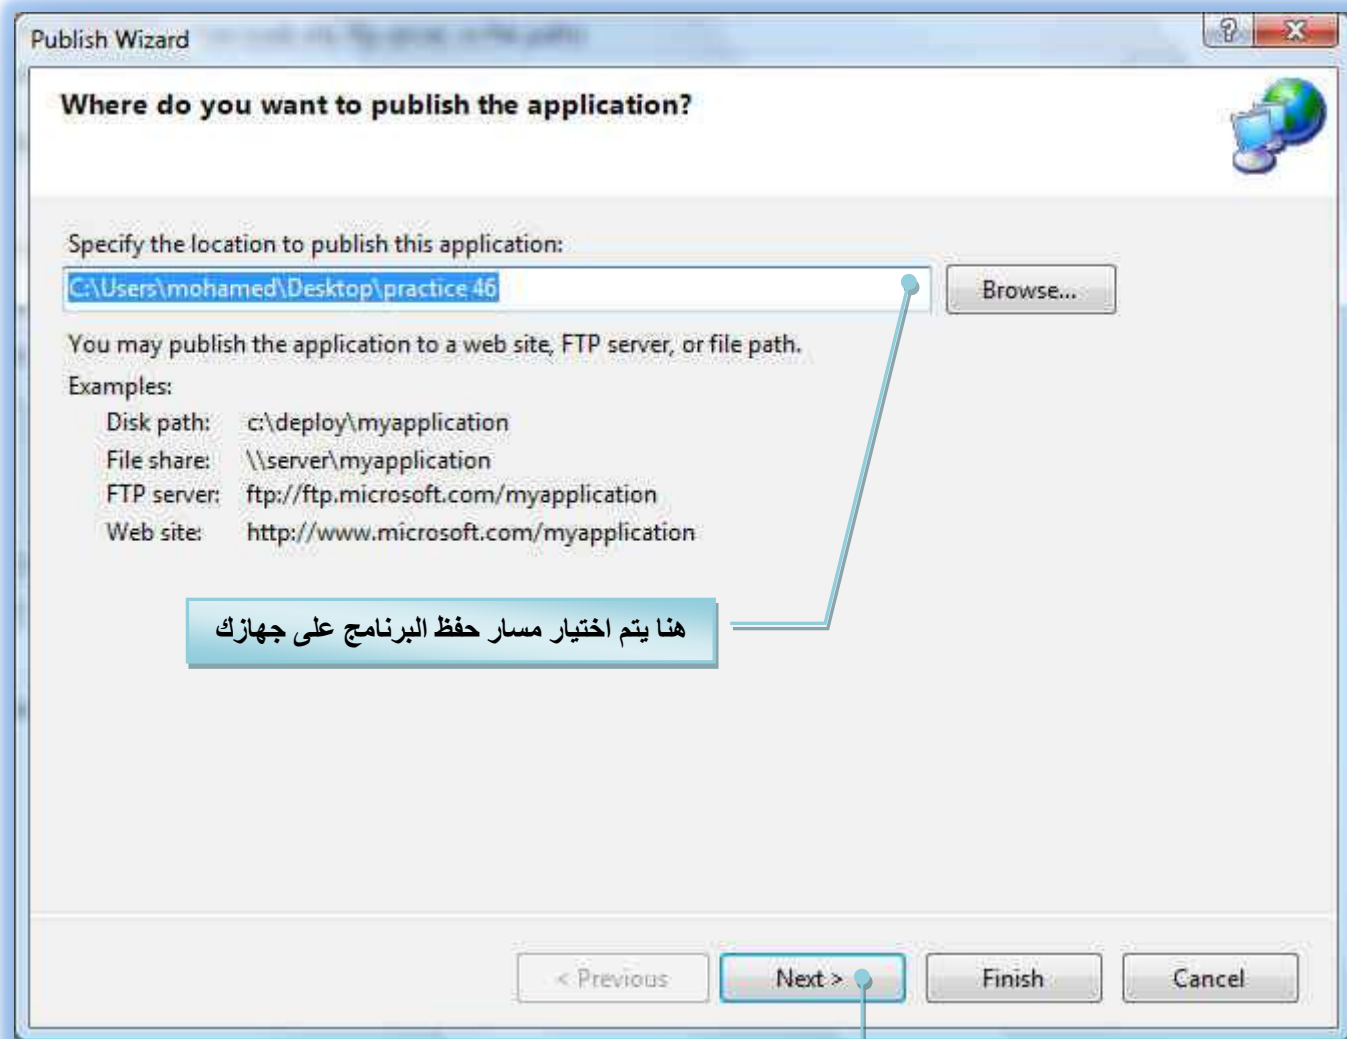 Publish Wizard
Where do you want to publish the application?
Specify the location to publish this application:
C:\Users\mohamed\Desktop\practice 46
Browse...
You may publish the application to a web site, FTP server, or file path.
Examples:
Disk path: c:\deploy\myapplication
File share: \\server\myapplication
FTP server: ftp://ftp.microsoft.com/myapplication
Web site: http://www.microsoft.com/myapplication
هنا يتم اختيار مسار حفظ البرنامج على جهازك
< Previous
Next >
Finish
Cancel